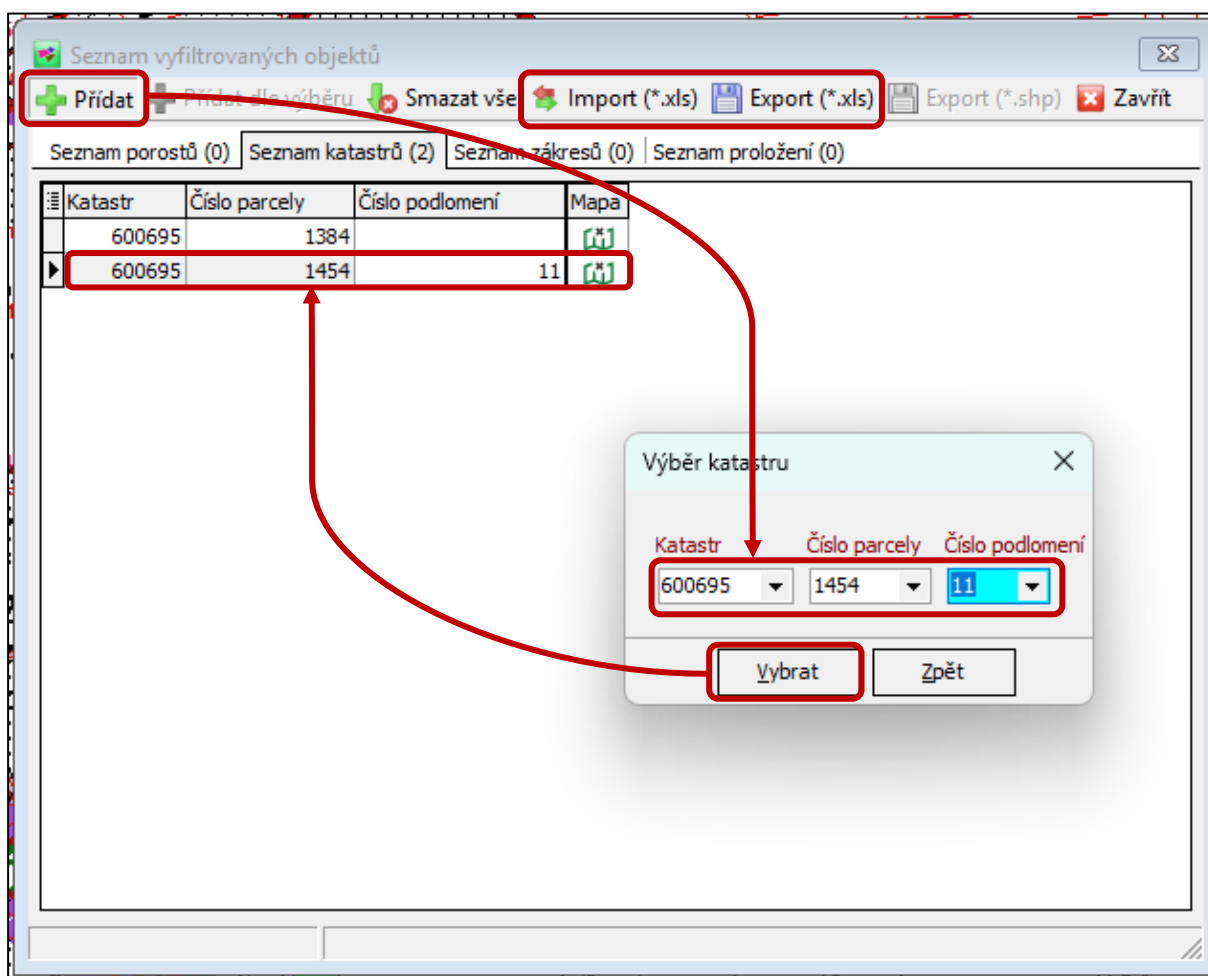 Seznam vyfiltrovaných objektů
Přídat Přídat dle výběru Smazat vše Import (*.xls) Export (*.xls) Export (*.shp) Zavřít
Seznam porostů (0) Seznam katastrů (2) Seznam zákresů (0) Seznam proložení (0)
Katastr Číslo parcely Číslo podlomení Mapa
600695 1384
600695 1454 11
Výběr katastru
Katastr Číslo parcely Číslo podlomení
600695 1454 11
Vybrat Zpět